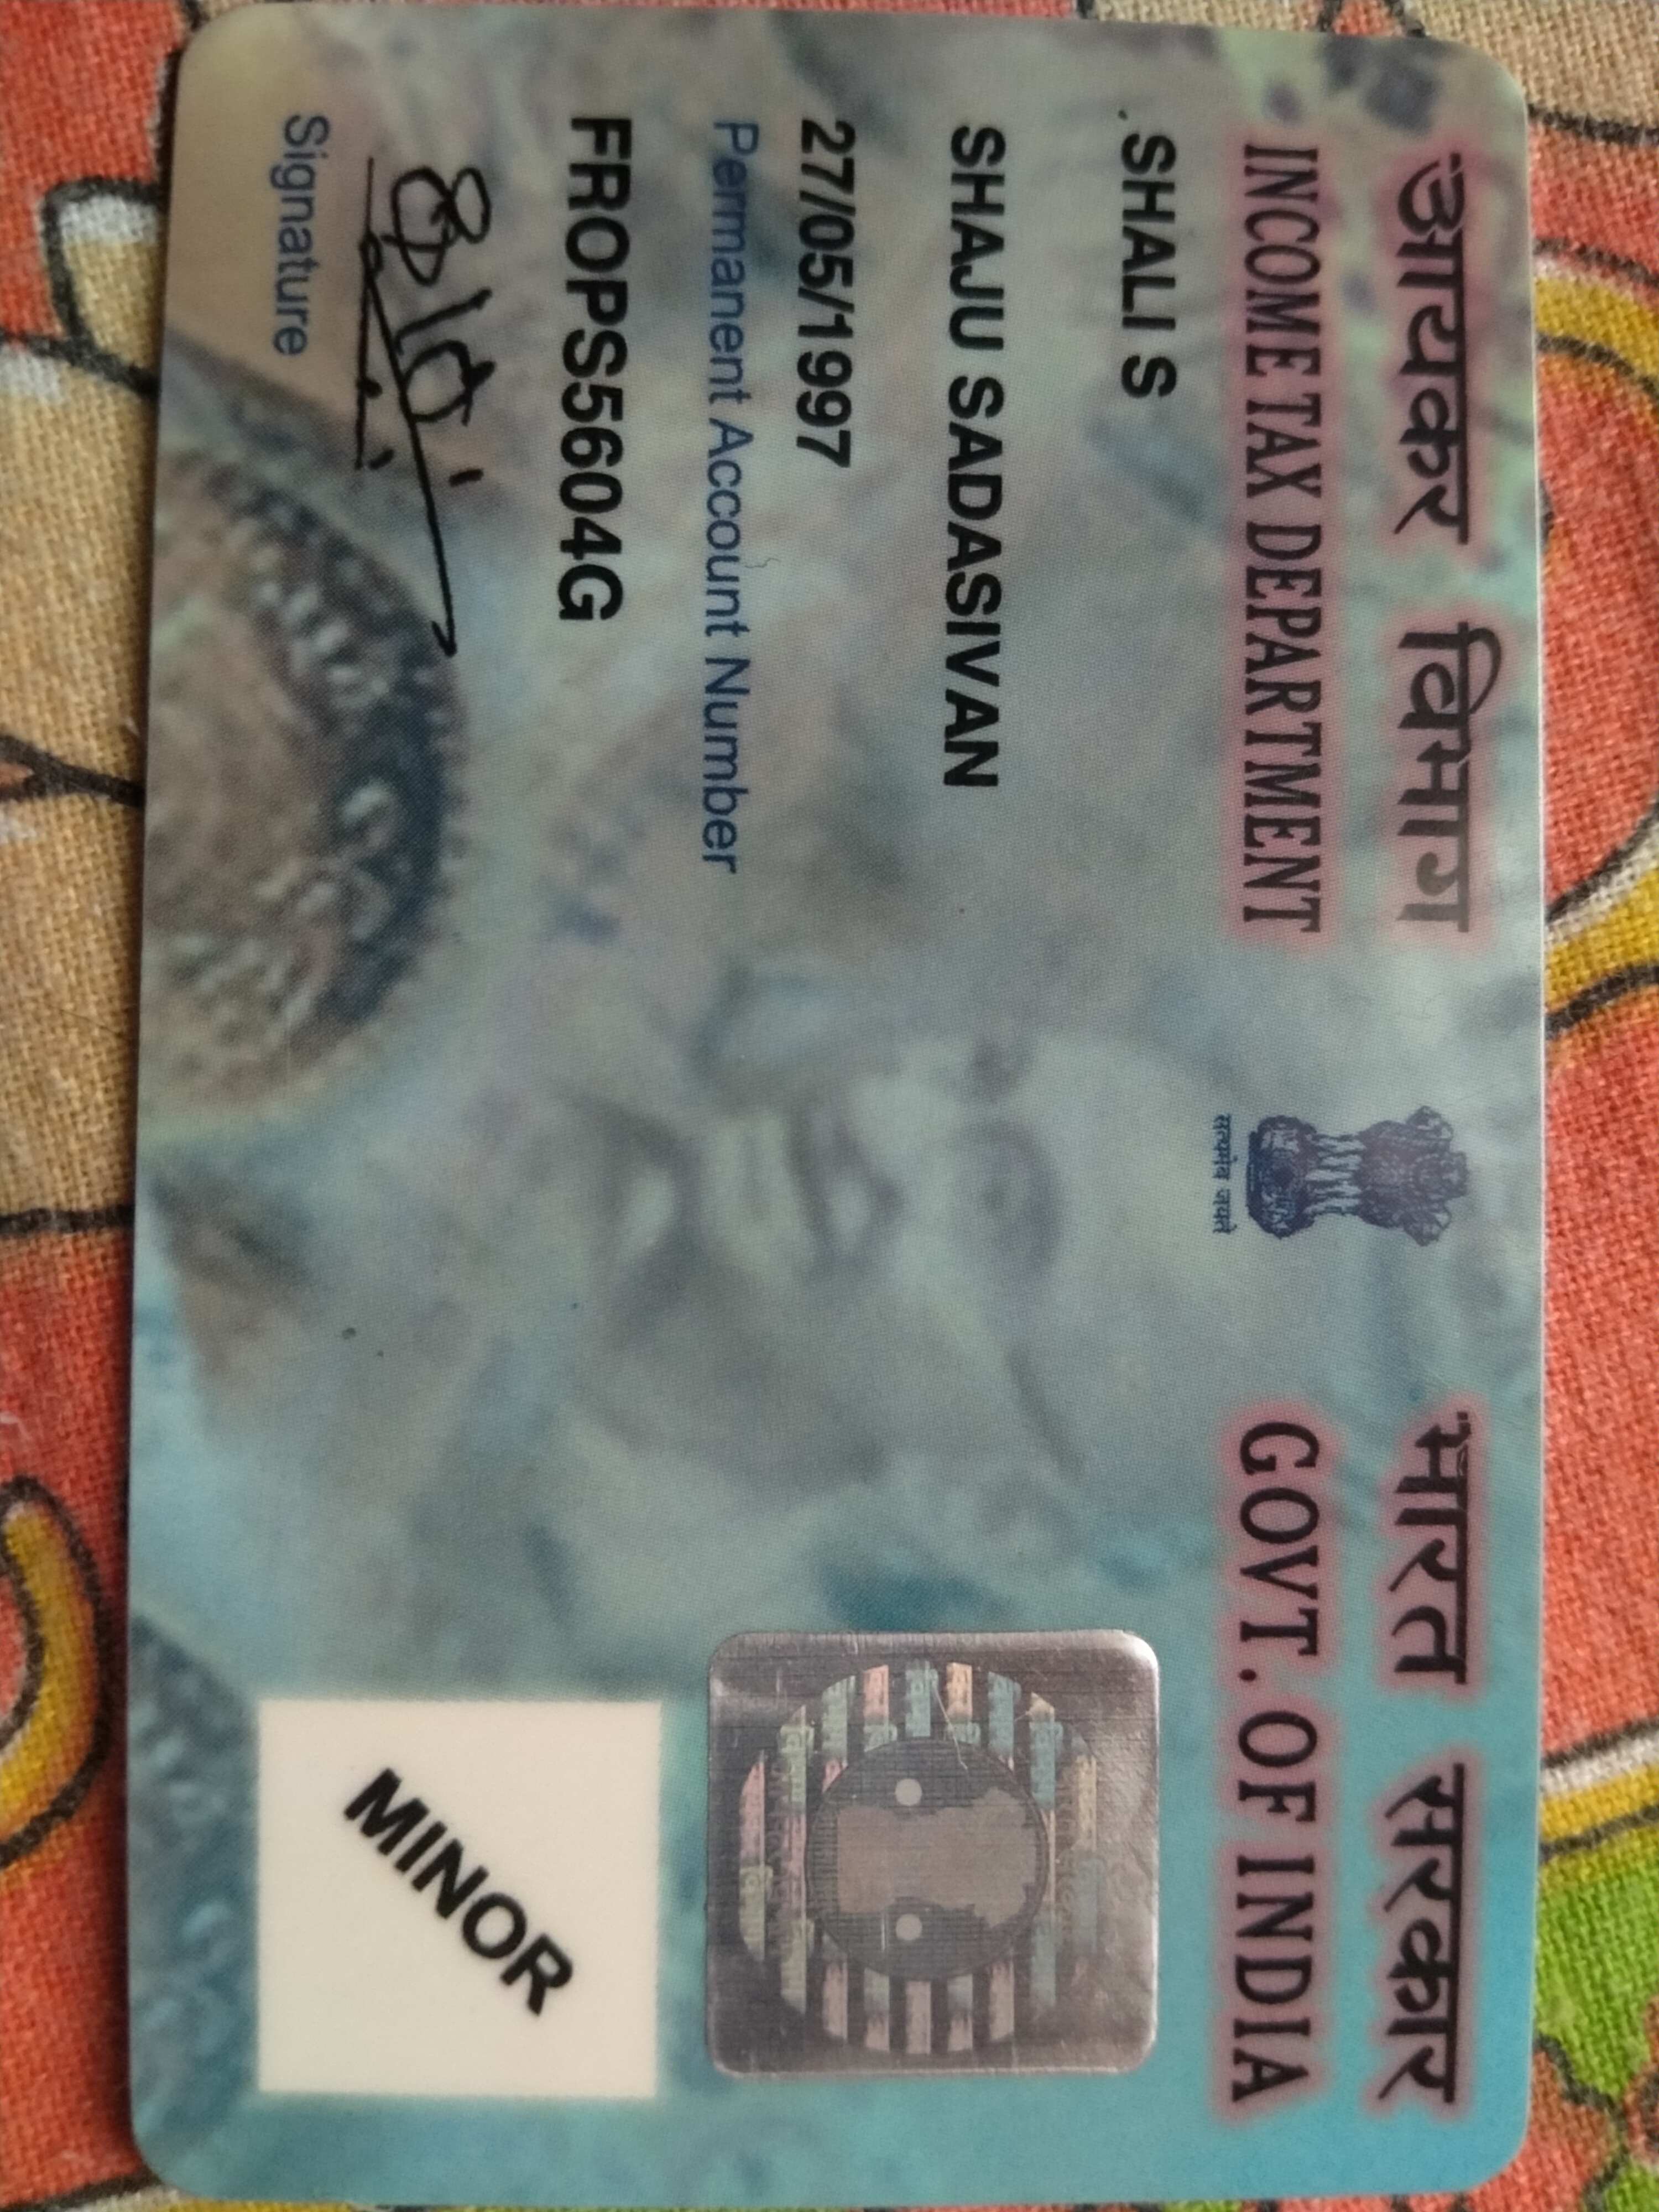 आयकर विभाग
INCOME TAX DEPARTMENT
सत्यमेव जयते
भारत सरकार
GOVT. OF INDIA
SHALI S
SHAJU SADASIVAN
27/05/1997
Permanent Account Number
FROPS5604G
Signature
MINOR